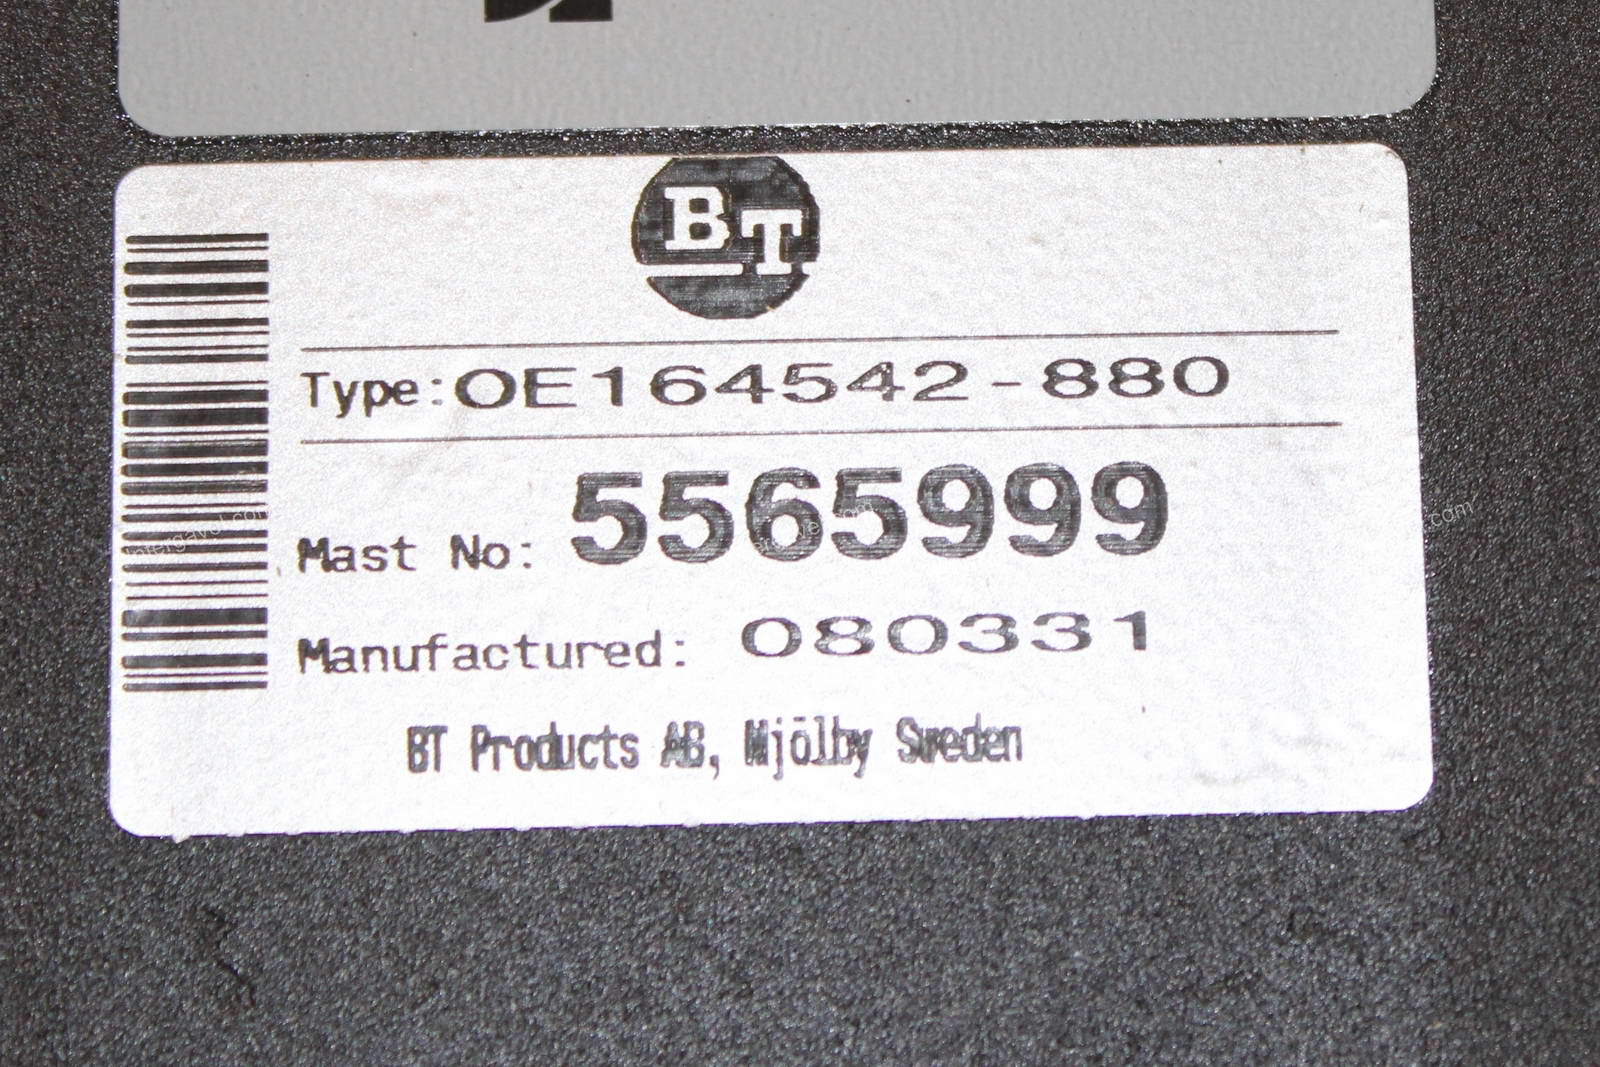 BT
Type:OE164542-880
Mast No: 5565999
Manufactured: 080331
BT Products AB, Mjölby Sweden